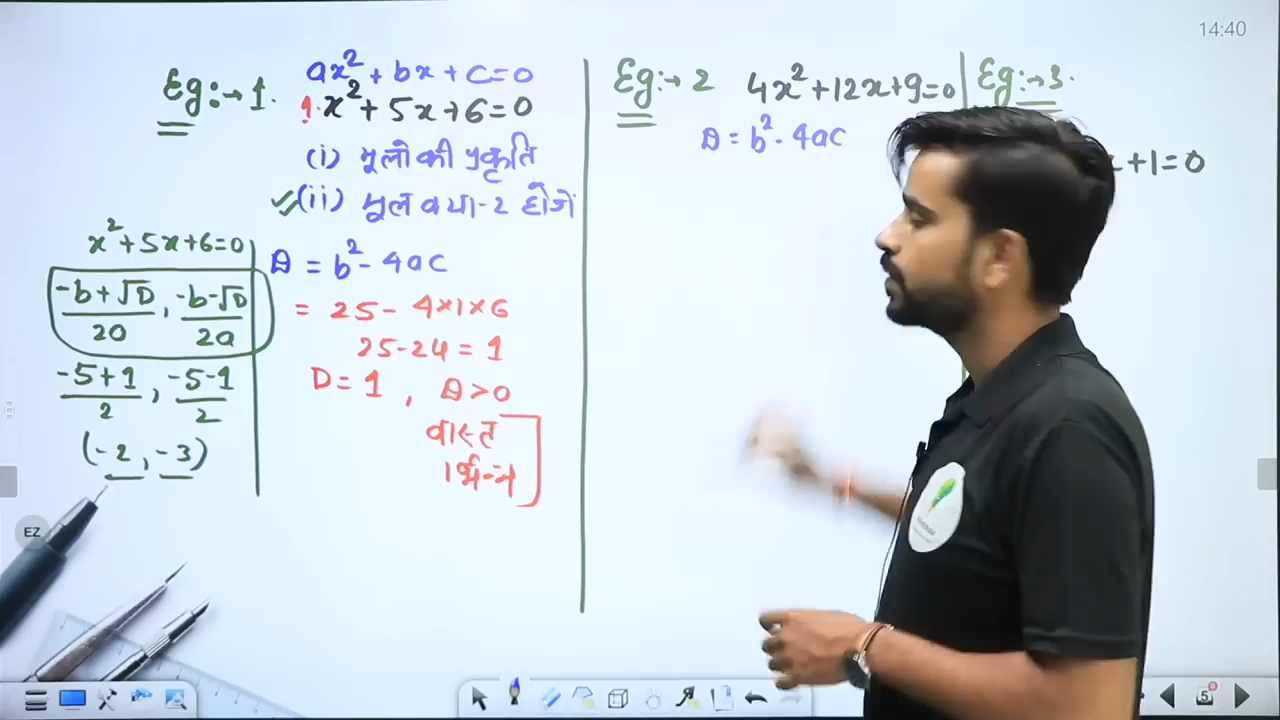 14:40
Eg:→1.
ax²+bx+c=0
1·x²+5x+6=0
(i) मूलो की प्रकृति
(ii) मूल क्या-2 होगें
x²+5x+6=0
-b+√D/2a , -b-√D/2a
-5+1/2 , -5-1/2
(-2, -3)
D = b²-4ac
= 25-4×1×6
25-24=1
D=1, D>0
वास्त
भिन्न
Eg:→2 4x²+12x+9=0
D=b²-4ac
Eg:→3.
+1=0
EZ
5